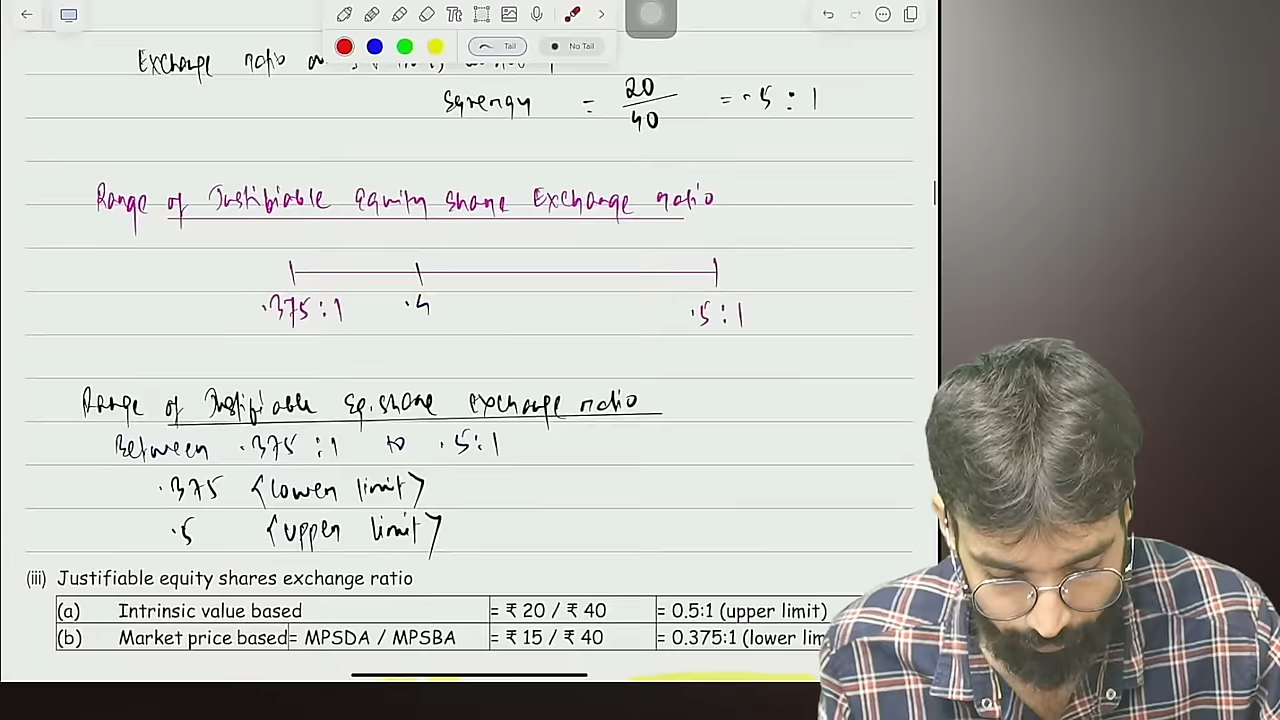 Tail No Tail
Exchange ratio
Synergy = 20/40 = .5 : 1
Range of Justifiable Equity share Exchange ratio
.375 : 1 .4 .5 : 1
Range of Justifiable Eq. share exchange ratio
Between .375 : 1 to .5 : 1
.375 {lower limit}
.5 {upper limit}
(iii) Justifiable equity shares exchange ratio
(a) Intrinsic value based = ₹ 20 / ₹ 40 = 0.5:1 (upper limit)
(b) Market price based = MPSDA / MPSBA = ₹ 15 / ₹ 40 = 0.375:1 (lower lim